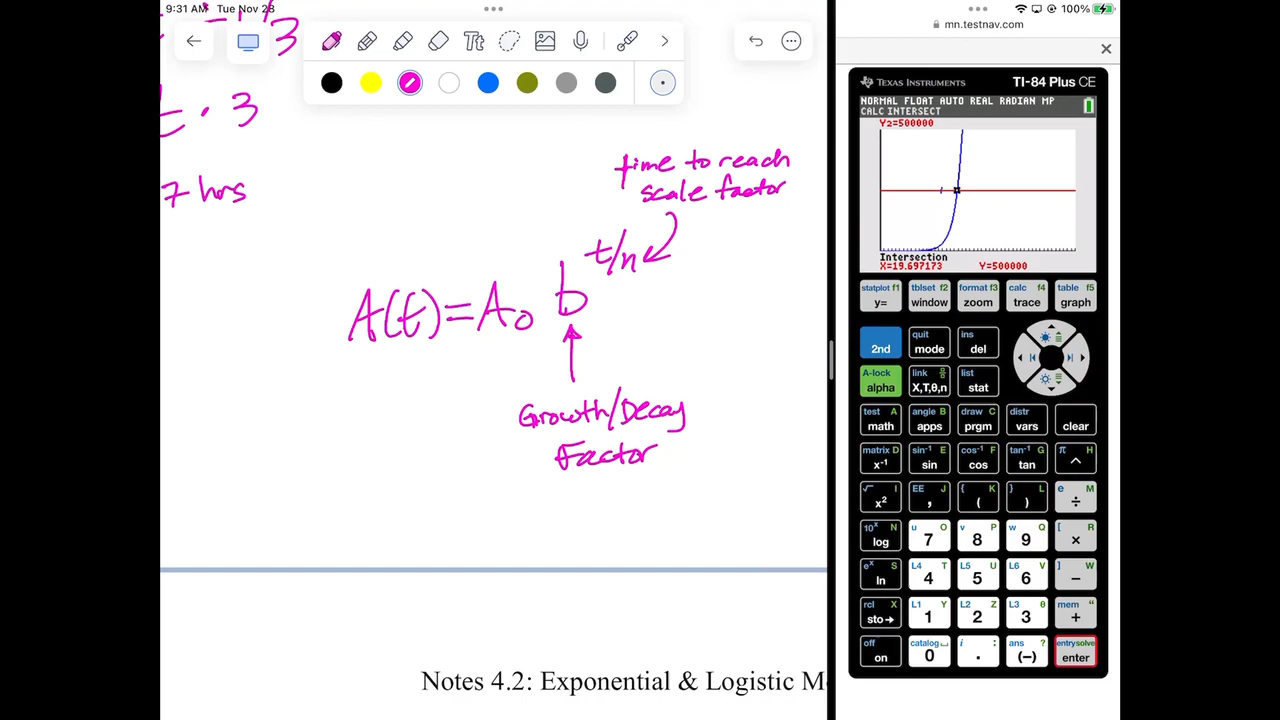 9:31 AM Tue Nov 28
100%
mn.testnav.com
Tt
3
t · 3
7 hrs
time to reach
scale factor
A(t) = A₀ b^(t/n)
Growth/Decay
Factor
Notes 4.2: Exponential & Logistic M
TEXAS INSTRUMENTS TI-84 Plus CE
NORMAL FLOAT AUTO REAL RADIAN MP
CALC INTERSECT
Y2=500000
Intersection
X=19.697173 Y=500000
statplot f1 tblset f2 format f3 calc f4 table f5
y= window zoom trace graph
quit ins
2nd mode del
A-lock link list
alpha X,T,θ,n stat
test A angle B draw C distr
math apps prgm vars clear
matrix D sin⁻¹ E cos⁻¹ F tan⁻¹ G π H
x⁻¹ sin cos tan ^
√ I EE J { K } L e M
x² , ( ) ÷
10ˣ N u O v P w Q [ R
log 7 8 9 ×
eˣ S L4 T L5 U L6 V ] W
ln 4 5 6 −
rcl X L1 Y L2 Z L3 θ mem "
sto→ 1 2 3 +
off catalog i : ans ? entry solve
on 0 . (−) enter